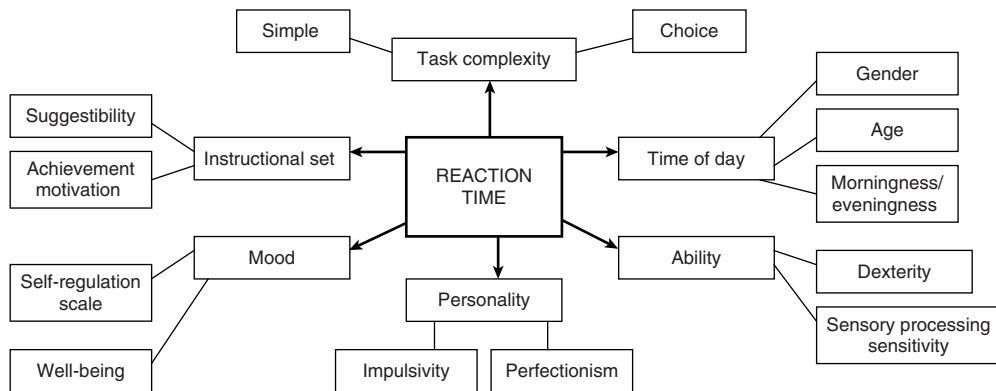 Simple
Choice
Task complexity
Gender
Suggestibility
Age
Instructional set
REACTION
TIME
Time of day
Achievement
motivation
Morningness/
eveningness
Mood
Ability
Self-regulation
scale
Dexterity
Personality
Sensory processing
sensitivity
Well-being
Impulsivity
Perfectionism